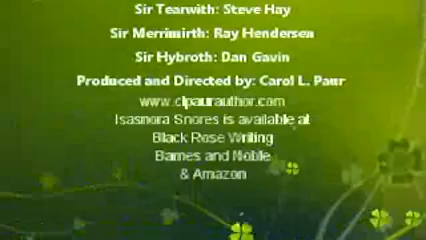 Sir Tearwith: Steve Hay
Sir Merrimirth: Ray Hendersen
Sir Hybroth: Dan Gavin
Produced and Directed by: Carol L. Paur
www.clpaurauthor.com
Isasnora Snores is available at
Black Rose Writing
Barnes and Noble
& Amazon